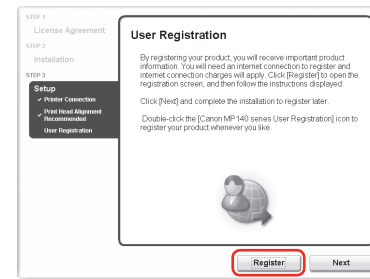 STEP 1
License Agreement
STEP 2
Installation
STEP 3
Setup
Printer Connection
Print Head Alignment
Recommended
User Registration
User Registration
By registering your product, you will receive important product
information. You will need an internet connection to register and
internet connection charges will apply. Click [Register] to open the
registration screen, and then follow the instructions displayed.
Click [Next] and complete the installation to register later.
Double-click the [Canon MP140 series User Registration] icon to
register your product whenever you like.
Register
Next